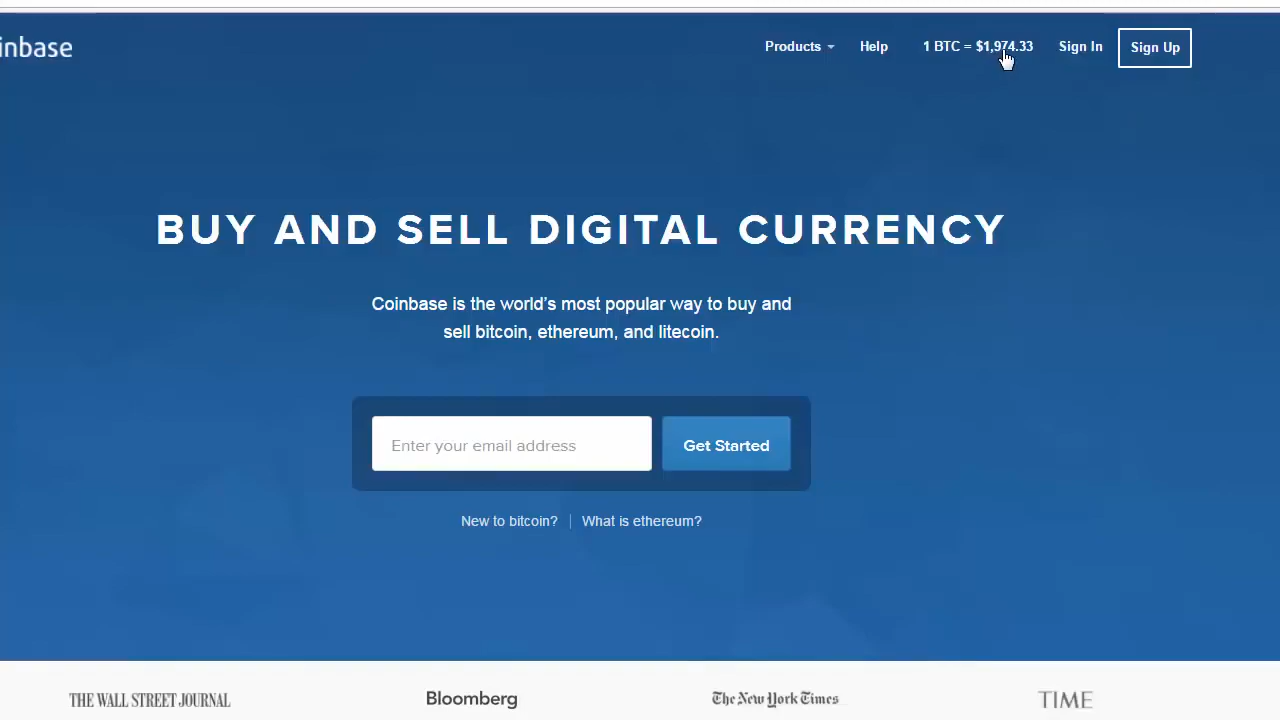 inbase
Products Help 1 BTC = $1,974.33 Sign In Sign Up
BUY AND SELL DIGITAL CURRENCY
Coinbase is the world's most popular way to buy and
sell bitcoin, ethereum, and litecoin.
Enter your email address Get Started
New to bitcoin? What is ethereum?
THE WALL STREET JOURNAL Bloomberg The New York Times TIME